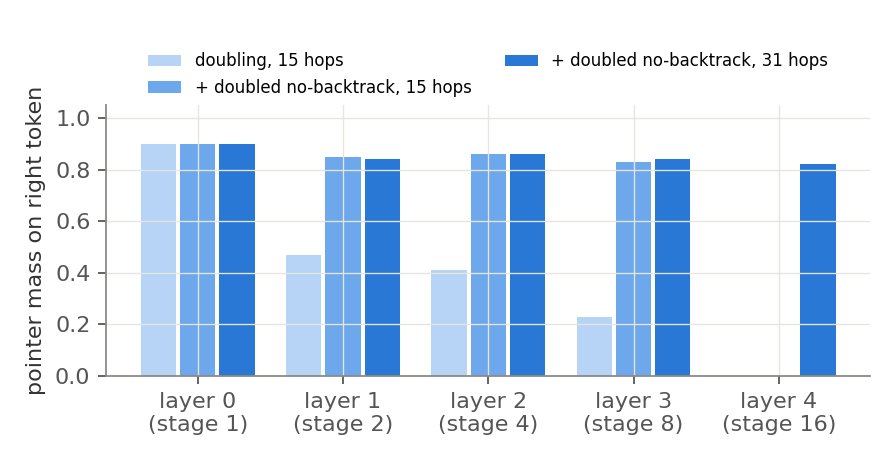 doubling, 15 hops
+ doubled no-backtrack, 15 hops
+ doubled no-backtrack, 31 hops
pointer mass on right token
1.0
0.8
0.6
0.4
0.2
0.0
layer 0
(stage 1)
layer 1
(stage 2)
layer 2
(stage 4)
layer 3
(stage 8)
layer 4
(stage 16)